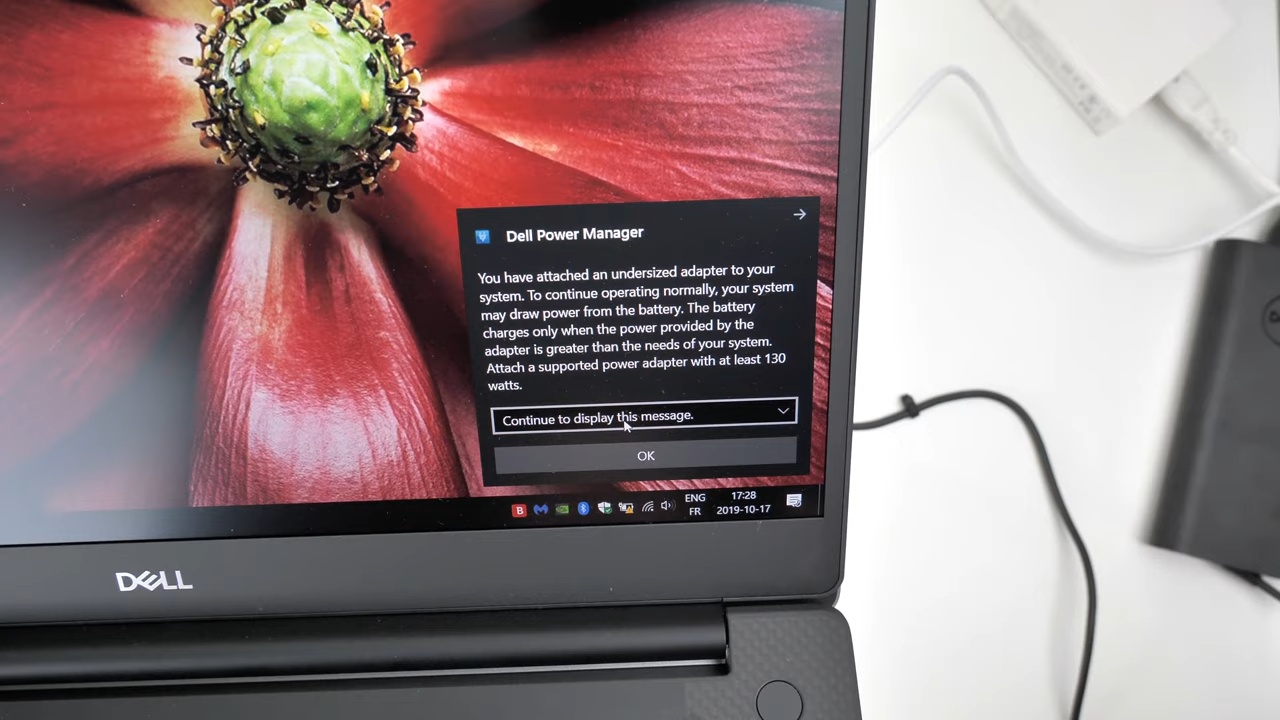 Dell Power Manager
You have attached an undersized adapter to your
system. To continue operating normally, your system
may draw power from the battery. The battery
charges only when the power provided by the
adapter is greater than the needs of your system.
Attach a supported power adapter with at least 130
watts.
Continue to display this message.
OK
B
ENG
FR
17:28
2019-10-17
DELL